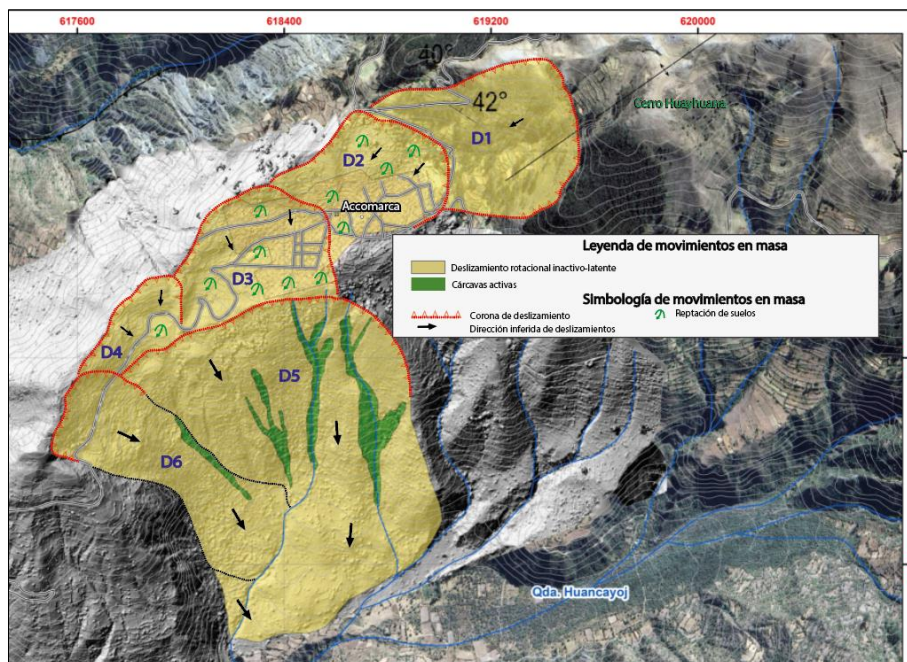 617600
618400
619200
620000
40°
42°
D1
Cerro Huayhuana
D2
Accomarca
D3
D4
D5
D6
Leyenda de movimientos en masa
Deslizamiento rotacional inactivo-latente
Cárcavas activas
Simbología de movimientos en masa
Corona de deslizamiento
Reptación de suelos
Dirección inferida de deslizamientos
Qda. Huancayoj